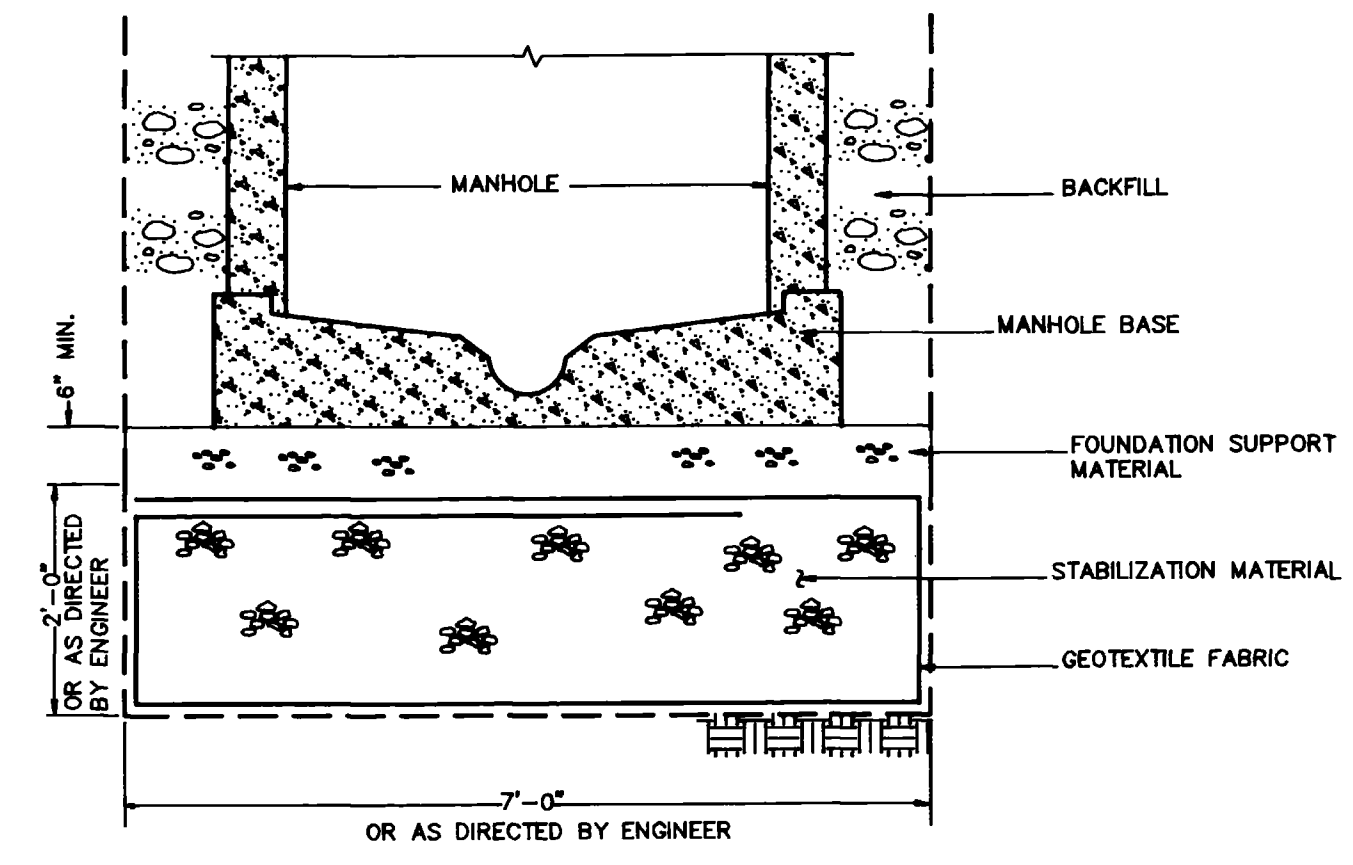 MANHOLE
BACKFILL
6" MIN.
MANHOLE BASE
FOUNDATION SUPPORT
MATERIAL
2'-0"
OR AS DIRECTED
BY ENGINEER
STABILIZATION MATERIAL
GEOTEXTILE FABRIC
7'-0"
OR AS DIRECTED BY ENGINEER